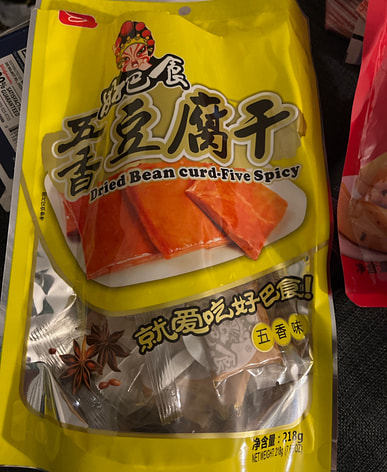 好巴食
五香豆腐干
Dried Bean curd-Five Spicy
就爱吃好巴食!
五香味
净含量:218g